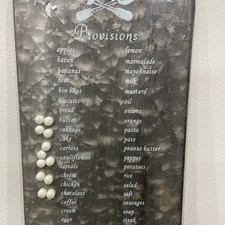 Provisions
apples
bacon
bananas
beer
bin bags
biscuits
bread
butter
cabbage
cake
carrots
cauliflower
cereals
cheese
chicken
chocolate
coffee
cream
eggs
lemon
marmalade
mayonnaise
milk
mustard
oil
onions
orange
pasta
pate
peanut butter
pepper
potatoes
rice
salad
salt
sausages
soap
steak